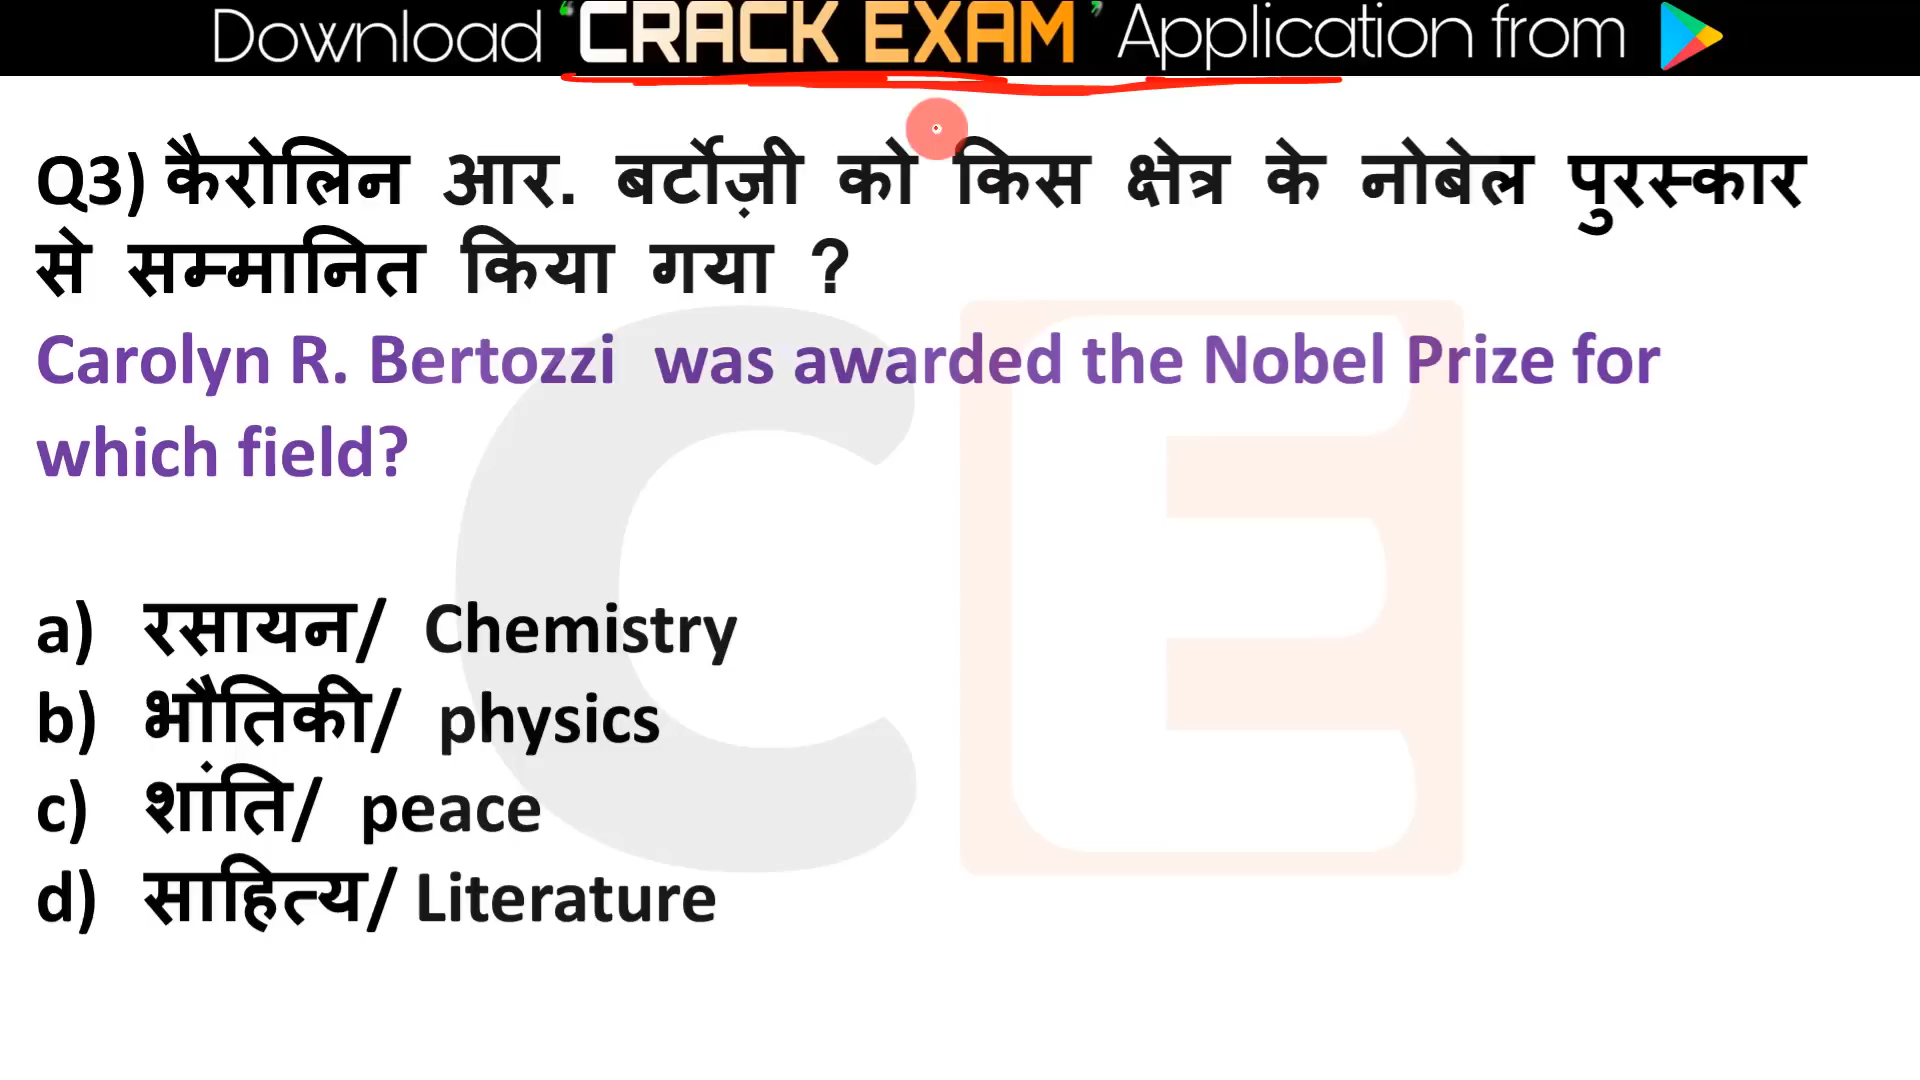 Download ‘CRACK EXAM’ Application from
Q3) कैरोलिन आर. बर्टोज़ी को किस क्षेत्र के नोबेल पुरस्कार
से सम्मानित किया गया ?
Carolyn R. Bertozzi was awarded the Nobel Prize for
which field?
a) रसायन/ Chemistry
b) भौतिकी/ physics
c) शांति/ peace
d) साहित्य/ Literature
CE